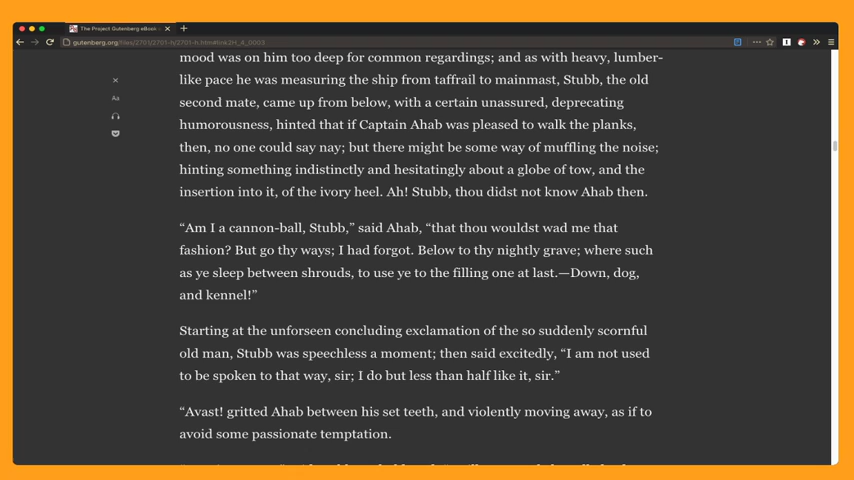 The Project Gutenberg eBook
gutenberg.org/files/2701/2701-h/2701-h.htm#link2H_4_0003
mood was on him too deep for common regardings; and as with heavy, lumber-
like pace he was measuring the ship from taffrail to mainmast, Stubb, the old
second mate, came up from below, with a certain unassured, deprecating
humorousness, hinted that if Captain Ahab was pleased to walk the planks,
then, no one could say nay; but there might be some way of muffling the noise;
hinting something indistinctly and hesitatingly about a globe of tow, and the
insertion into it, of the ivory heel. Ah! Stubb, thou didst not know Ahab then.
“Am I a cannon-ball, Stubb,” said Ahab, “that thou wouldst wad me that
fashion? But go thy ways; I had forgot. Below to thy nightly grave; where such
as ye sleep between shrouds, to use ye to the filling one at last.—Down, dog,
and kennel!”
Starting at the unforseen concluding exclamation of the so suddenly scornful
old man, Stubb was speechless a moment; then said excitedly, “I am not used
to be spoken to that way, sir; I do but less than half like it, sir.”
“Avast! gritted Ahab between his set teeth, and violently moving away, as if to
avoid some passionate temptation.
Aa